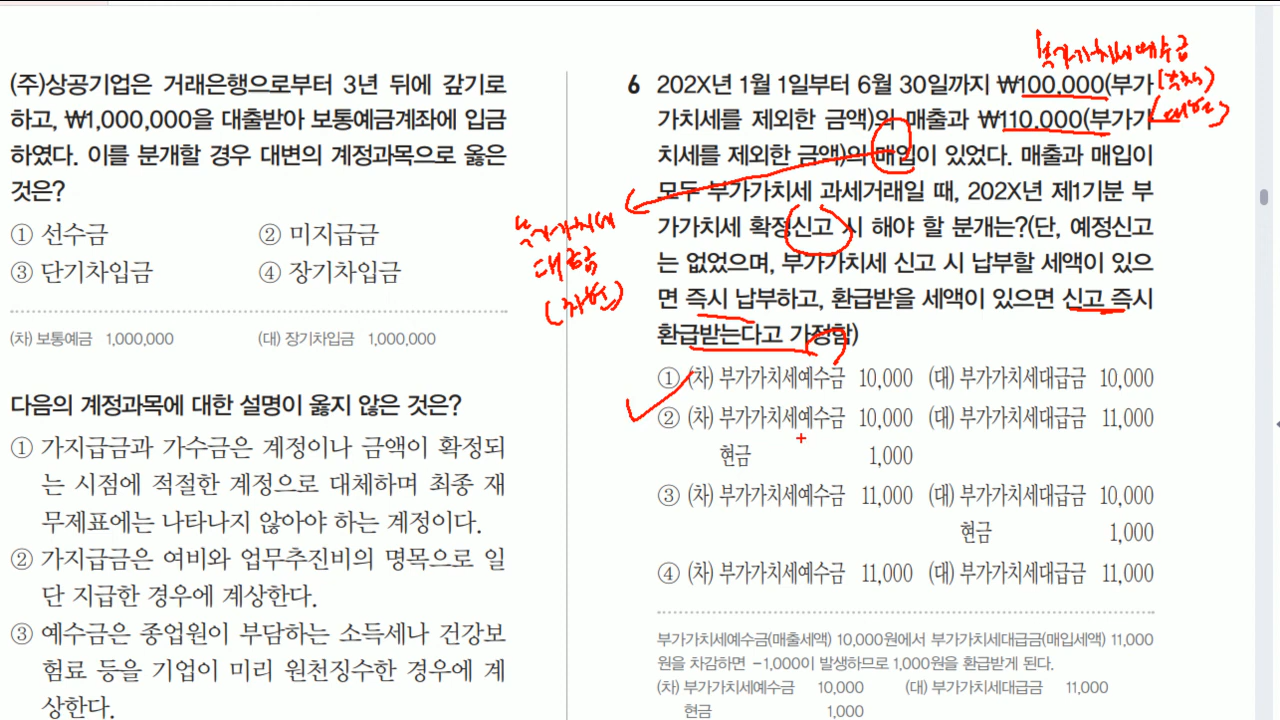 (주)상공기업은 거래은행으로부터 3년 뒤에 갚기로
하고, ₩1,000,000을 대출받아 보통예금계좌에 입금
하였다. 이를 분개할 경우 대변의 계정과목으로 옳은
것은?
① 선수금 ② 미지급금
③ 단기차입금 ④ 장기차입금
(차) 보통예금 1,000,000 (대) 장기차입금 1,000,000
다음의 계정과목에 대한 설명이 옳지 않은 것은?
① 가지급금과 가수금은 계정이나 금액이 확정되
는 시점에 적절한 계정으로 대체하며 최종 재
무제표에는 나타나지 않아야 하는 계정이다.
② 가지급금은 여비와 업무추진비의 명목으로 일
단 지급한 경우에 계상한다.
③ 예수금은 종업원이 부담하는 소득세나 건강보
험료 등을 기업이 미리 원천징수한 경우에 계
상한다.
부가가치세예수금
(부채)
(대변)
6 202X년 1월 1일부터 6월 30일까지 ₩100,000(부가
가치세를 제외한 금액)의 매출과 ₩110,000(부가가
치세를 제외한 금액)의 매입이 있었다. 매출과 매입이
모두 부가가치세 과세거래일 때, 202X년 제1기분 부
가가치세 확정신고 시 해야 할 분개는?(단, 예정신고
는 없었으며, 부가가치세 신고 시 납부할 세액이 있으
면 즉시 납부하고, 환급받을 세액이 있으면 신고 즉시
환급받는다고 가정함)
부가가치세
(차변)
① (차) 부가가치세예수금 10,000 (대) 부가가치세대급금 10,000
② (차) 부가가치세예수금 10,000 (대) 부가가치세대급금 11,000
현금 1,000
③ (차) 부가가치세예수금 11,000 (대) 부가가치세대급금 10,000
현금 1,000
④ (차) 부가가치세예수금 11,000 (대) 부가가치세대급금 11,000
부가가치세예수금(매출세액) 10,000원에서 부가가치세대급금(매입세액) 11,000
원을 차감하면 -1,000이 발생하므로 1,000원을 환급받게 된다.
(차) 부가가치세예수금 10,000 (대) 부가가치세대급금 11,000
현금 1,000